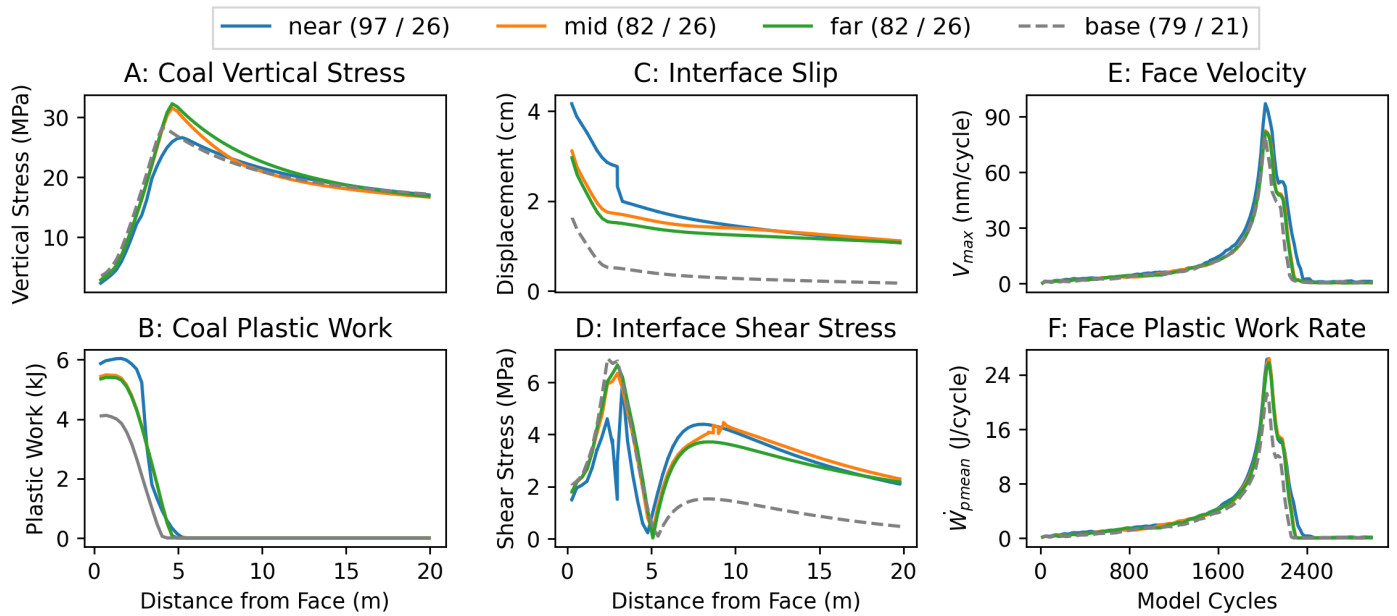 near (97 / 26) mid (82 / 26) far (82 / 26) base (79 / 21)
A: Coal Vertical Stress
Vertical Stress (MPa)
30
20
10
B: Coal Plastic Work
Plastic Work (kJ)
6
4
2
0
0 5 10 15 20
Distance from Face (m)
C: Interface Slip
Displacement (cm)
4
2
0
D: Interface Shear Stress
Shear Stress (MPa)
6
4
2
0
0 5 10 15 20
Distance from Face (m)
E: Face Velocity
V_max (nm/cycle)
90
60
30
0
F: Face Plastic Work Rate
Ẇ_pmean (J/cycle)
24
16
8
0
0 800 1600 2400
Model Cycles